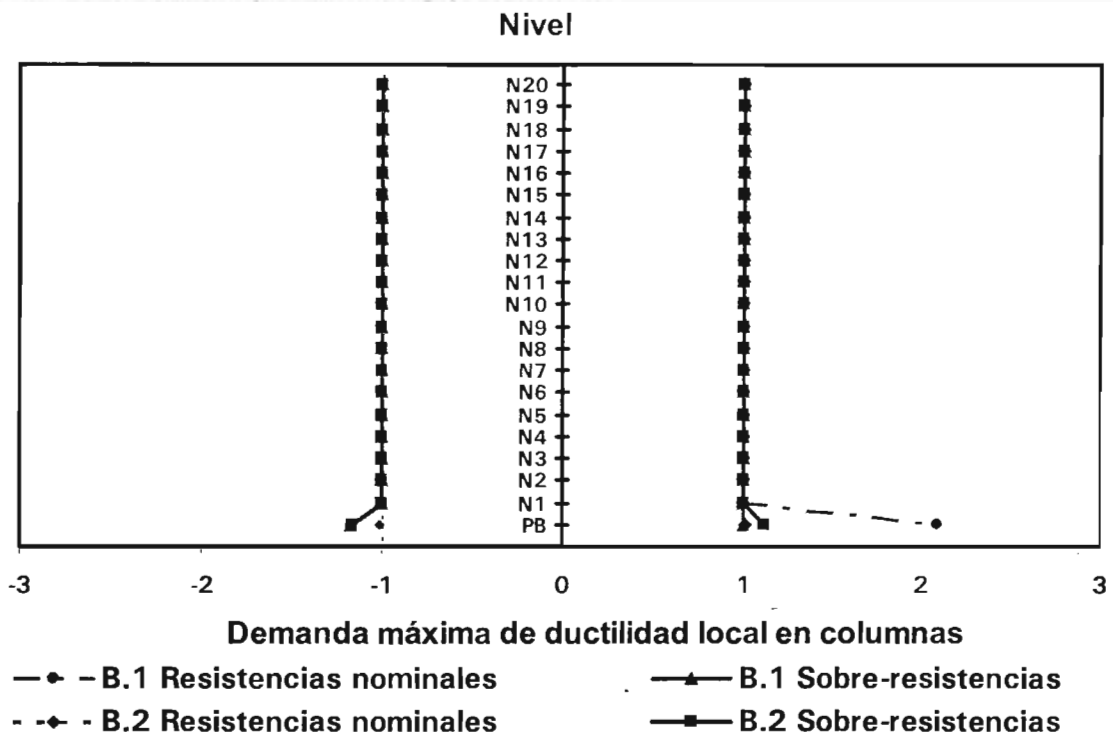 Nivel
N20
N19
N18
N17
N16
N15
N14
N13
N12
N11
N10
N9
N8
N7
N6
N5
N4
N3
N2
N1
PB
-3 -2 -1 0 1 2 3
Demanda máxima de ductilidad local en columnas
B.1 Resistencias nominales B.1 Sobre-resistencias
B.2 Resistencias nominales B.2 Sobre-resistencias